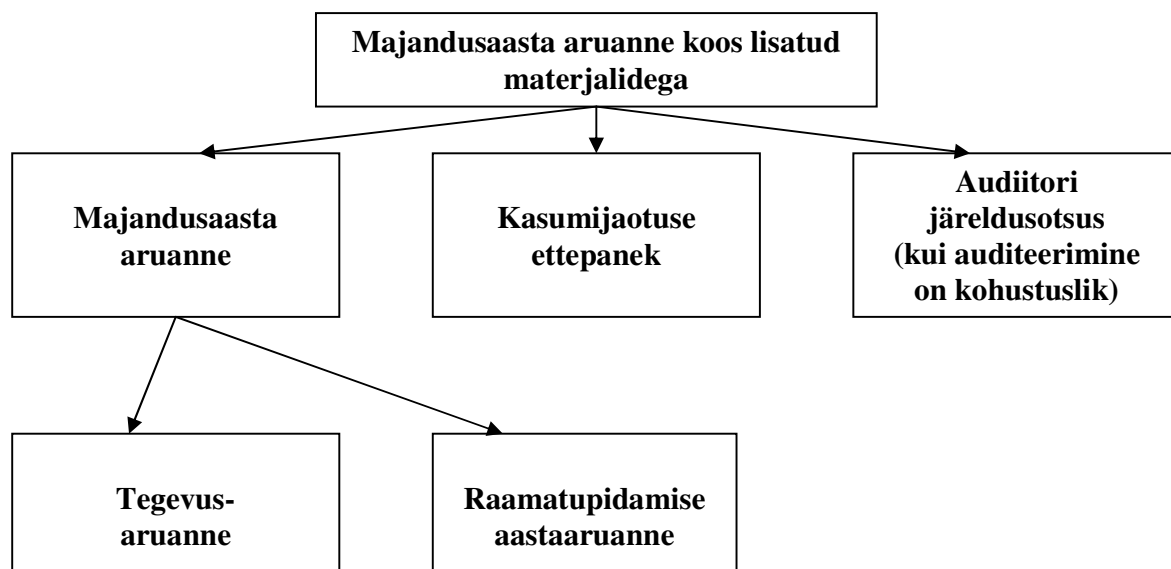 Majandusaasta aruanne koos lisatud
materjalidega
Majandusaasta
aruanne
Kasumijaotuse
ettepanek
Audiitori
järeldusotsus
(kui auditeerimine
on kohustuslik)
Tegevus-
aruanne
Raamatupidamise
aastaaruanne